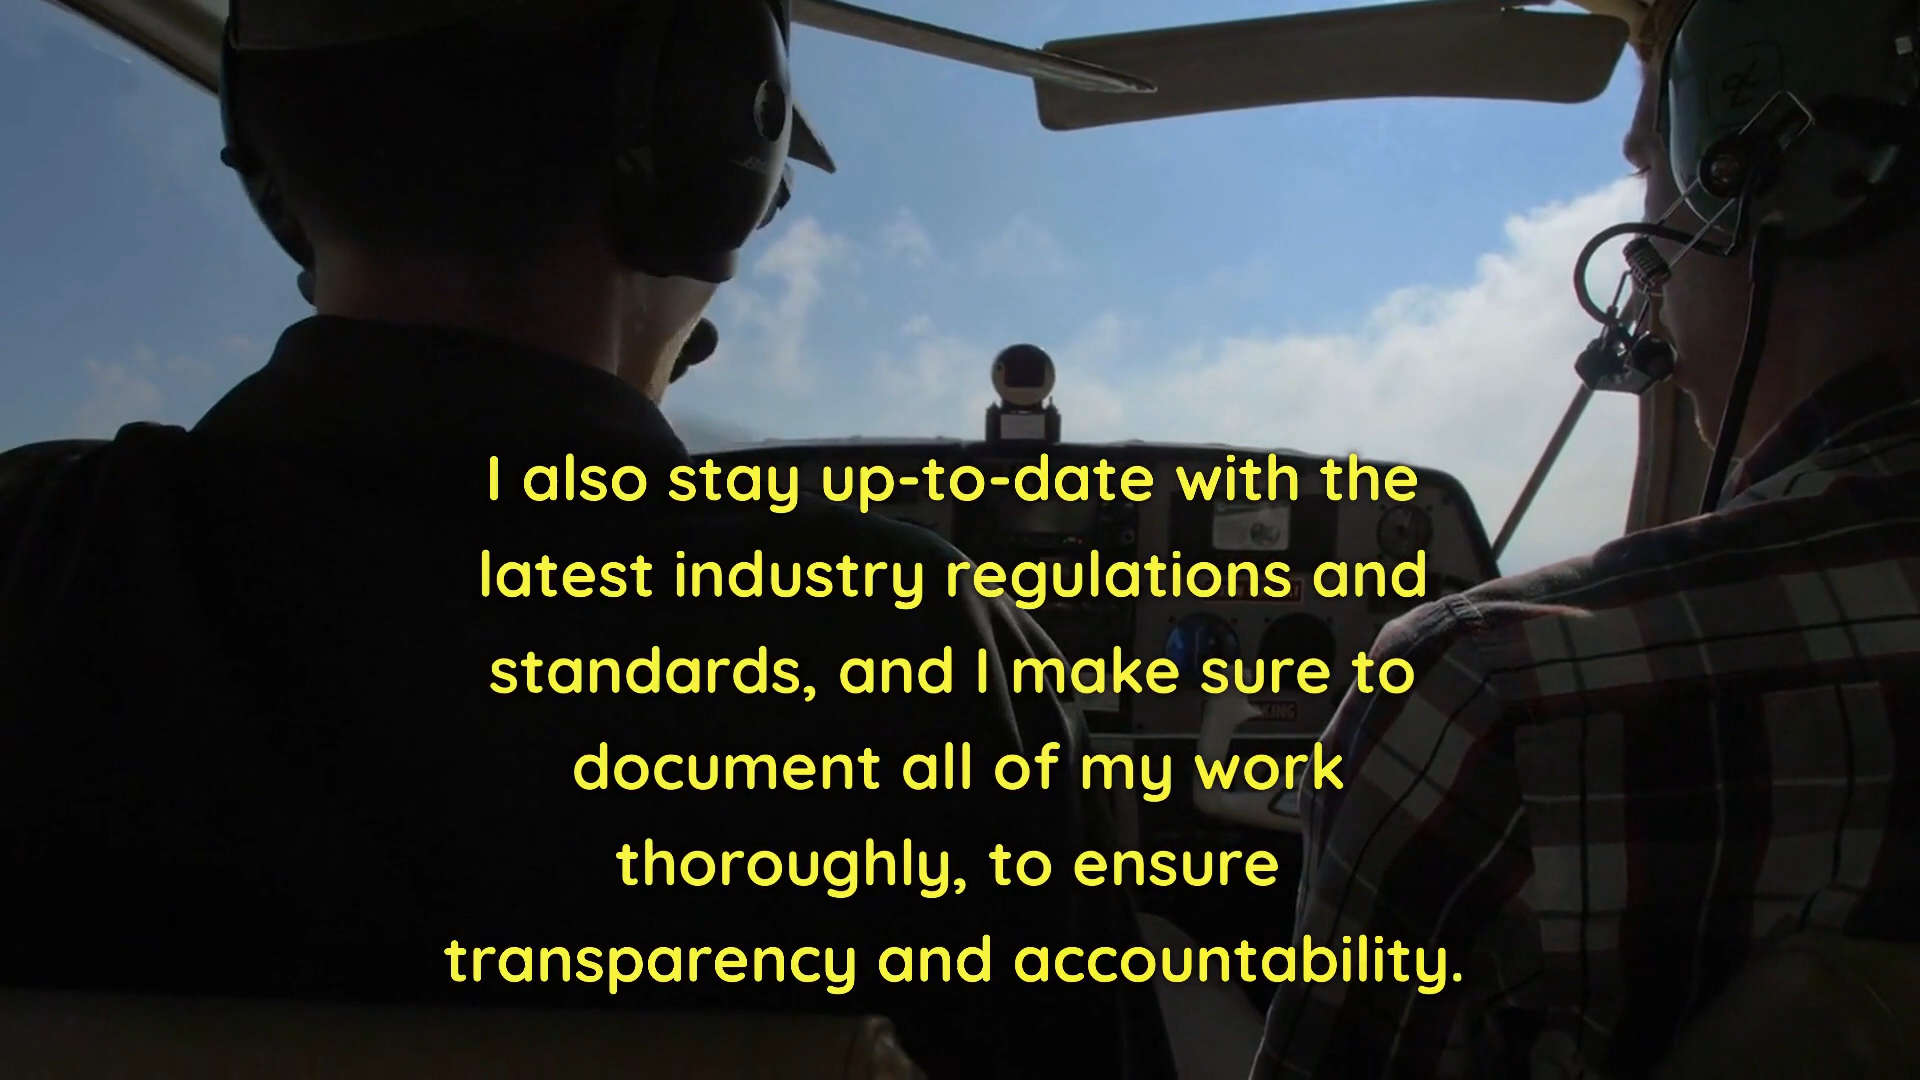 I also stay up-to-date with the
latest industry regulations and
standards, and I make sure to
document all of my work
thoroughly, to ensure
transparency and accountability.